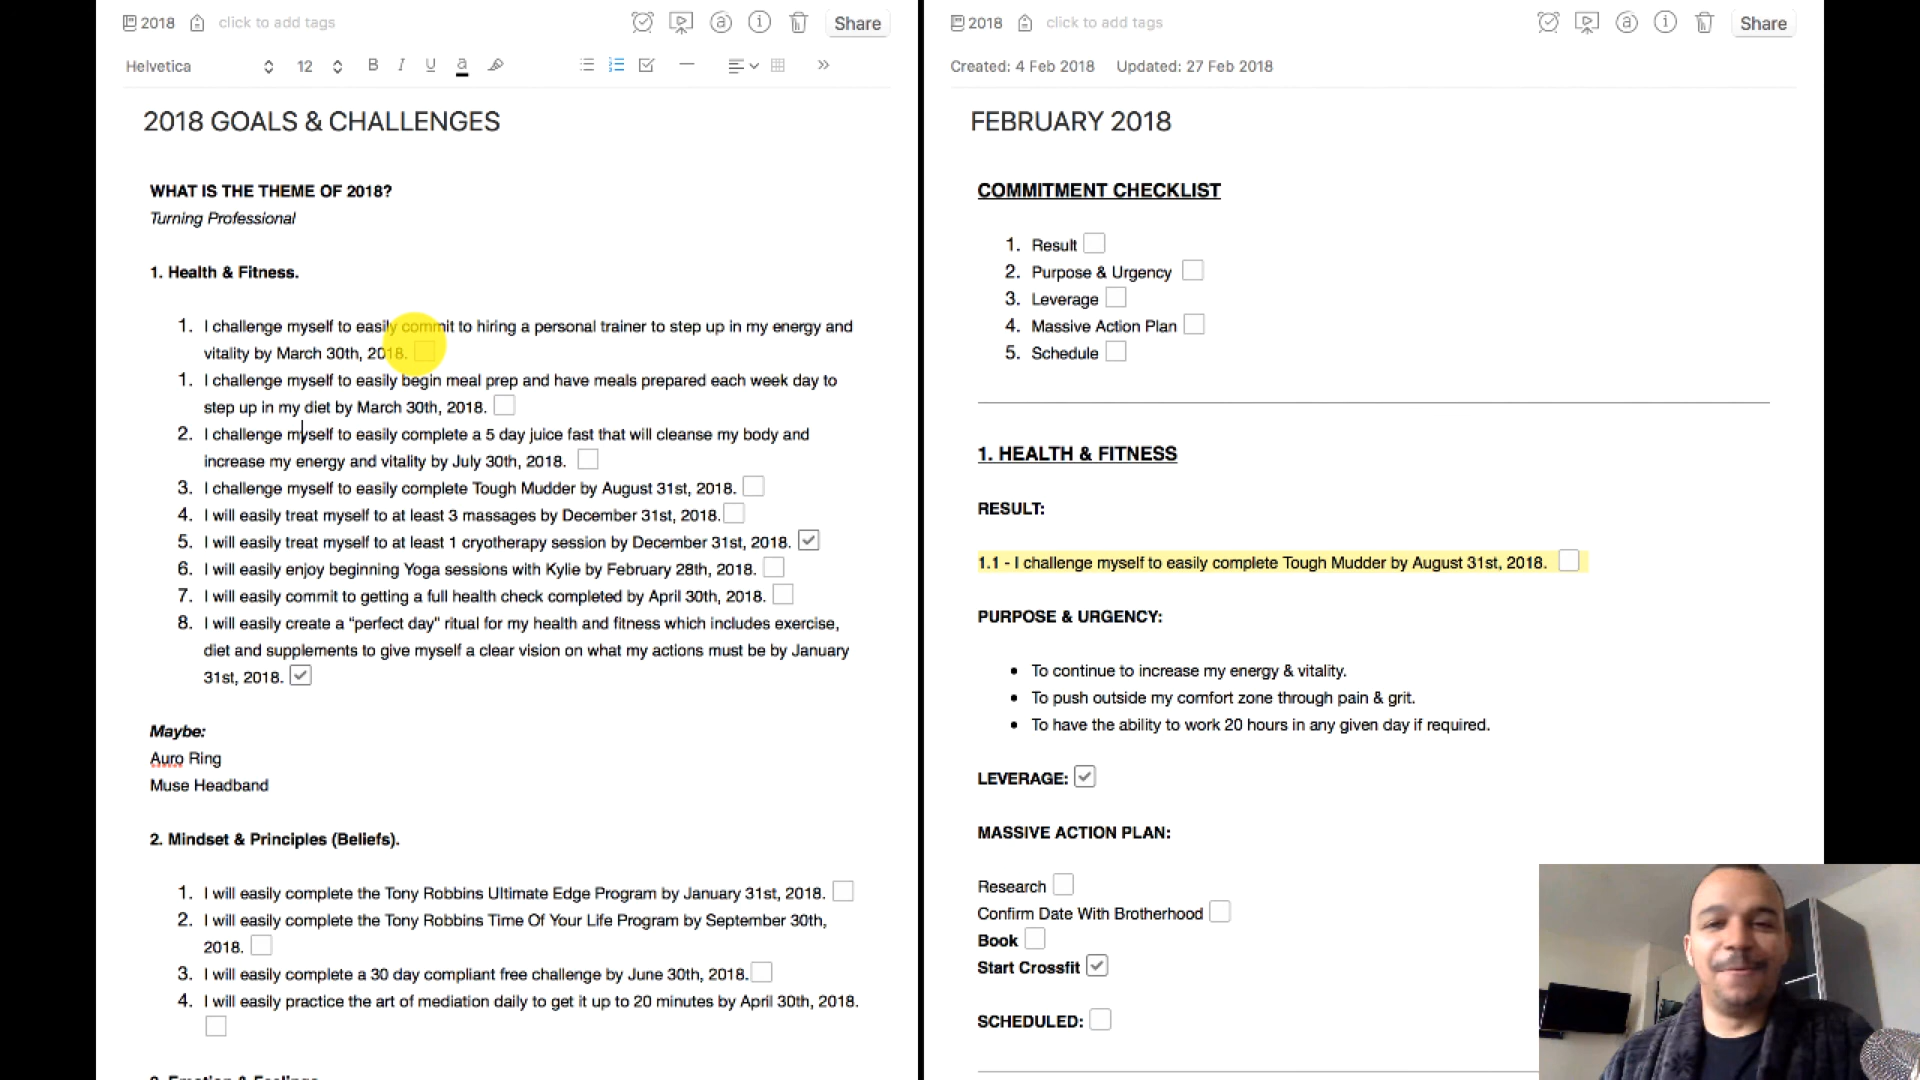 2018 click to add tags Share
Helvetica 12 B I U a
2018 GOALS & CHALLENGES
WHAT IS THE THEME OF 2018?
Turning Professional
1. Health & Fitness.
1. I challenge myself to easily commit to hiring a personal trainer to step up in my energy and
vitality by March 30th, 2018.
1. I challenge myself to easily begin meal prep and have meals prepared each week day to
step up in my diet by March 30th, 2018.
2. I challenge myself to easily complete a 5 day juice fast that will cleanse my body and
increase my energy and vitality by July 30th, 2018.
3. I challenge myself to easily complete Tough Mudder by August 31st, 2018.
4. I will easily treat myself to at least 3 massages by December 31st, 2018.
5. I will easily treat myself to at least 1 cryotherapy session by December 31st, 2018.
6. I will easily enjoy beginning Yoga sessions with Kylie by February 28th, 2018.
7. I will easily commit to getting a full health check completed by April 30th, 2018.
8. I will easily create a “perfect day” ritual for my health and fitness which includes exercise,
diet and supplements to give myself a clear vision on what my actions must be by January
31st, 2018.
Maybe:
Auro Ring
Muse Headband
2. Mindset & Principles (Beliefs).
1. I will easily complete the Tony Robbins Ultimate Edge Program by January 31st, 2018.
2. I will easily complete the Tony Robbins Time Of Your Life Program by September 30th,
2018.
3. I will easily complete a 30 day compliant free challenge by June 30th, 2018.
4. I will easily practice the art of mediation daily to get it up to 20 minutes by April 30th, 2018.
2018 click to add tags Share
Created: 4 Feb 2018 Updated: 27 Feb 2018
FEBRUARY 2018
COMMITMENT CHECKLIST
1. Result
2. Purpose & Urgency
3. Leverage
4. Massive Action Plan
5. Schedule
1. HEALTH & FITNESS
RESULT:
1.1 - I challenge myself to easily complete Tough Mudder by August 31st, 2018.
PURPOSE & URGENCY:
• To continue to increase my energy & vitality.
• To push outside my comfort zone through pain & grit.
• To have the ability to work 20 hours in any given day if required.
LEVERAGE:
MASSIVE ACTION PLAN:
Research
Confirm Date With Brotherhood
Book
Start Crossfit
SCHEDULED: